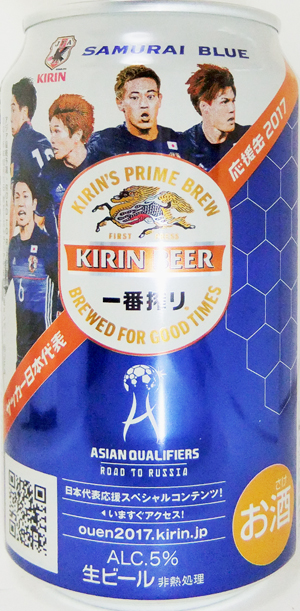 KIRIN
SAMURAI BLUE
応援缶2017
KIRIN'S PRIME BREW
KIRIN BEER
一番搾り
BREWED FOR GOOD TIMES
サッカー日本代表
ASIAN QUALIFIERS
ROAD TO RUSSIA
日本代表応援スペシャルコンテンツ!
いますぐアクセス!
ouen2017.kirin.jp
お酒
ALC.5%
生ビール 非熱処理